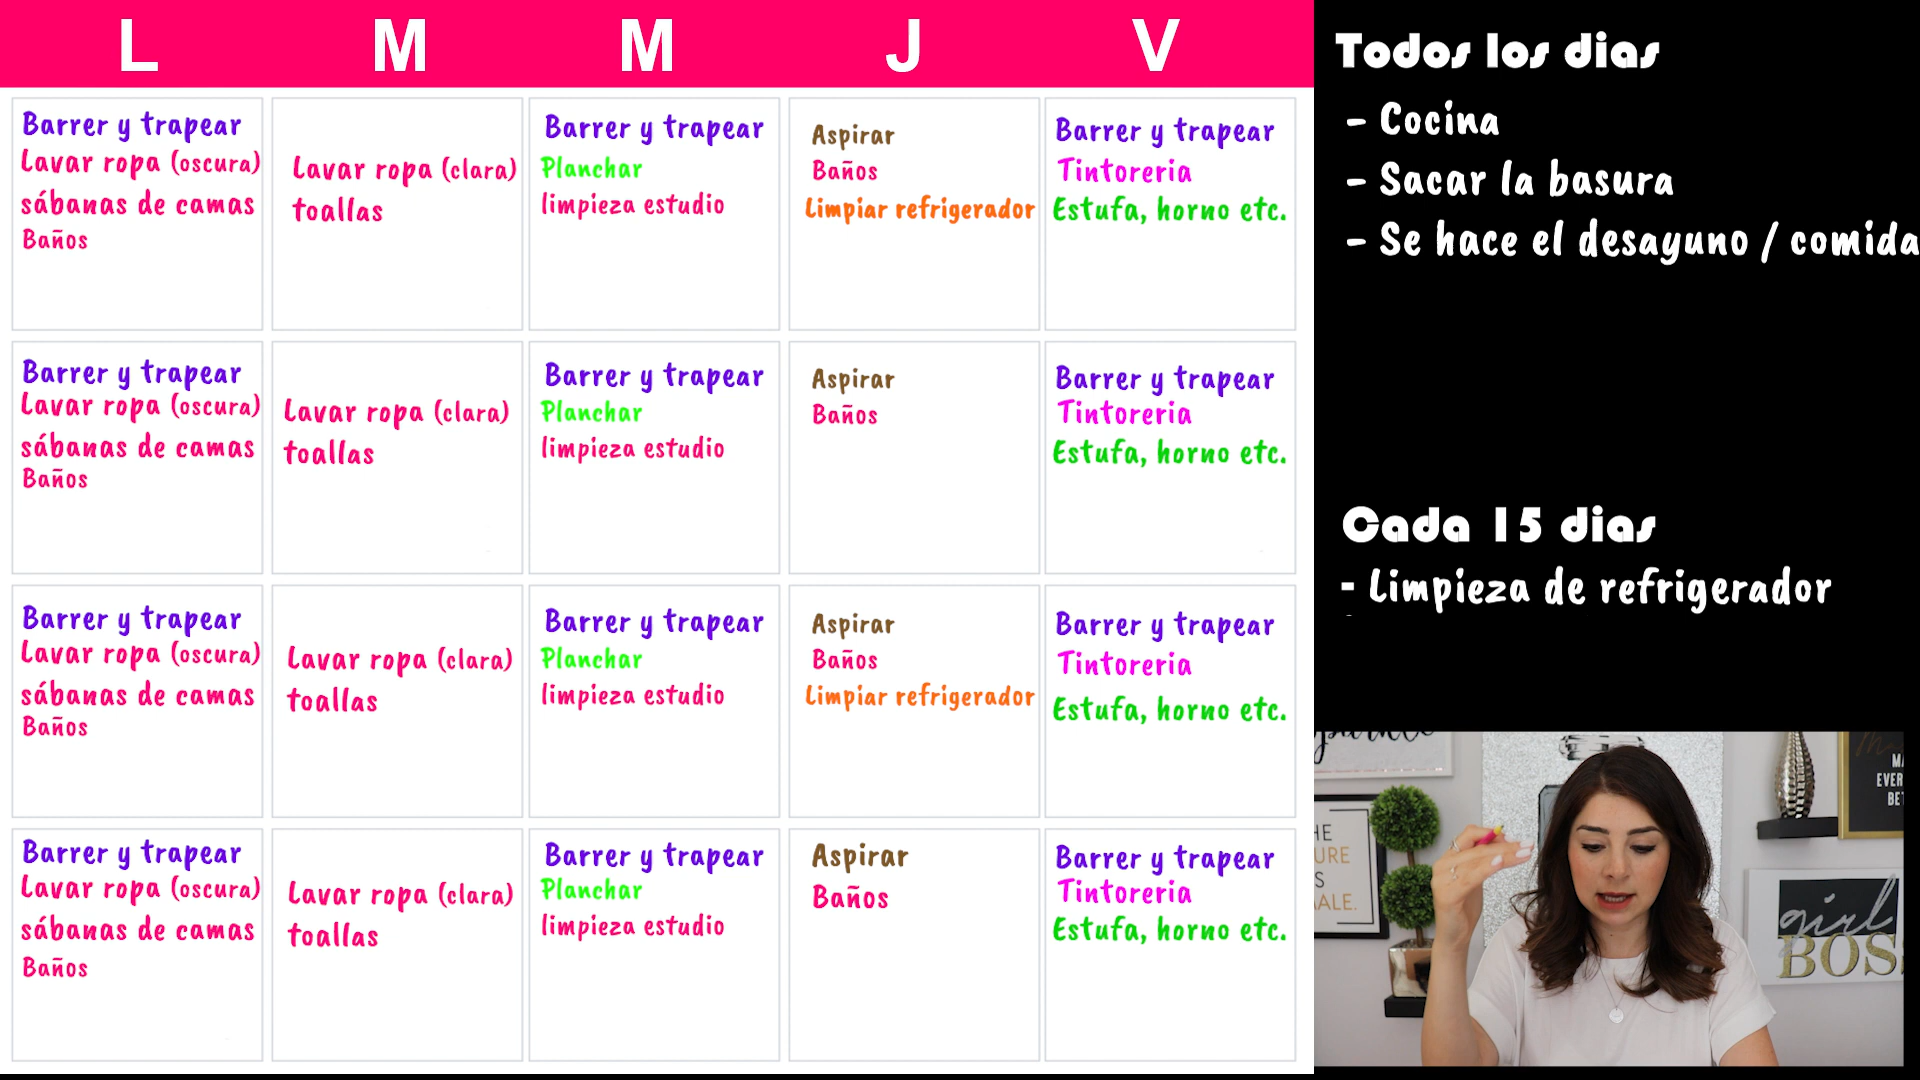 L M M J V
Barrer y trapear
Lavar ropa (oscura)
sábanas de camas
Baños
Lavar ropa (clara)
toallas
Barrer y trapear
Planchar
limpieza estudio
Aspirar
Baños
Limpiar refrigerador
Barrer y trapear
Tintoreria
Estufa, horno etc.
Barrer y trapear
Lavar ropa (oscura)
sábanas de camas
Baños
Lavar ropa (clara)
toallas
Barrer y trapear
Planchar
limpieza estudio
Aspirar
Baños
Barrer y trapear
Tintoreria
Estufa, horno etc.
Barrer y trapear
Lavar ropa (oscura)
sábanas de camas
Baños
Lavar ropa (clara)
toallas
Barrer y trapear
Planchar
limpieza estudio
Aspirar
Baños
Limpiar refrigerador
Barrer y trapear
Tintoreria
Estufa, horno etc.
Barrer y trapear
Lavar ropa (oscura)
sábanas de camas
Baños
Lavar ropa (clara)
toallas
Barrer y trapear
Planchar
limpieza estudio
Aspirar
Baños
Barrer y trapear
Tintoreria
Estufa, horno etc.
Todos los dias
- Cocina
- Sacar la basura
- Se hace el desayuno / comida
Cada 15 dias
- Limpieza de refrigerador
girl
BOSS